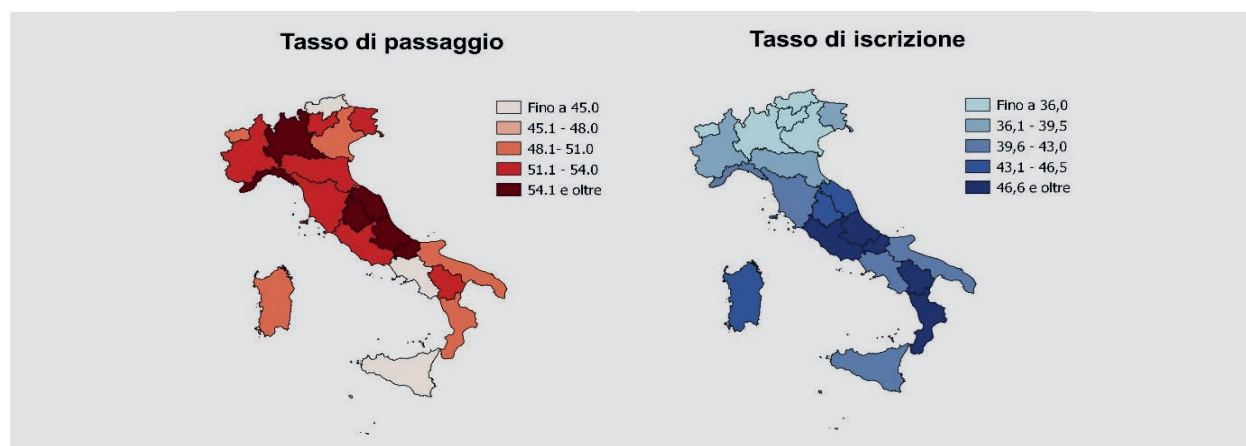 Tasso di passaggio
Fino a 45.0
45.1 - 48.0
48.1- 51.0
51.1 - 54.0
54.1 e oltre
Tasso di iscrizione
Fino a 36,0
36,1 - 39,5
39,6 - 43,0
43,1 - 46,5
46,6 e oltre